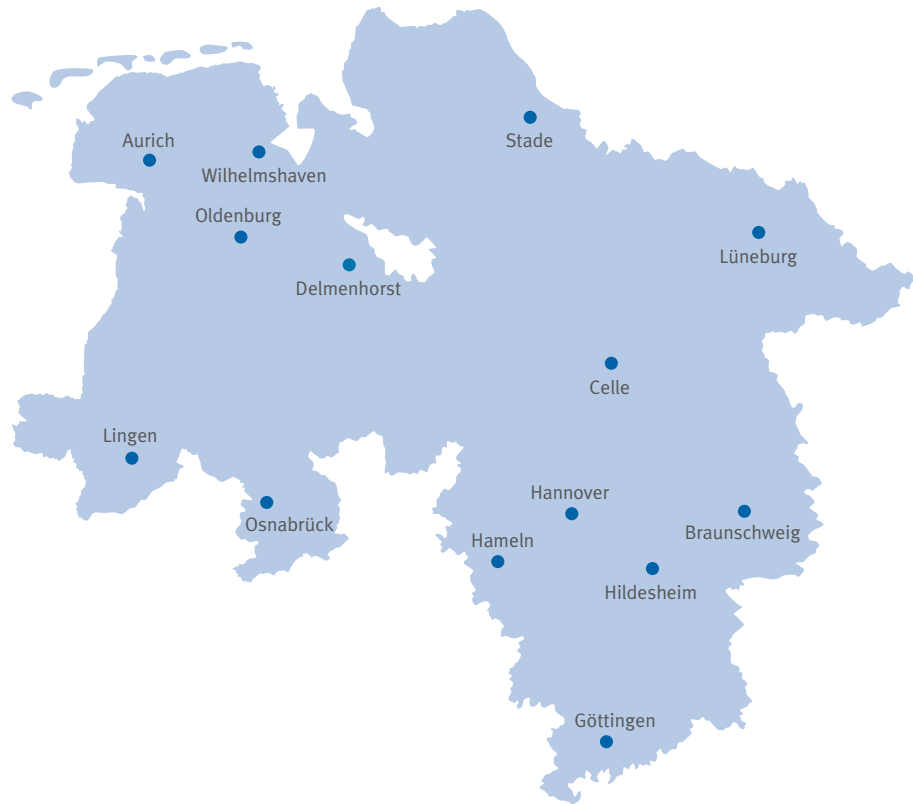 Aurich
Stade
Wilhelmshaven
Oldenburg
Lüneburg
Delmenhorst
Celle
Lingen
Hannover
Osnabrück
Braunschweig
Hameln
Hildesheim
Göttingen